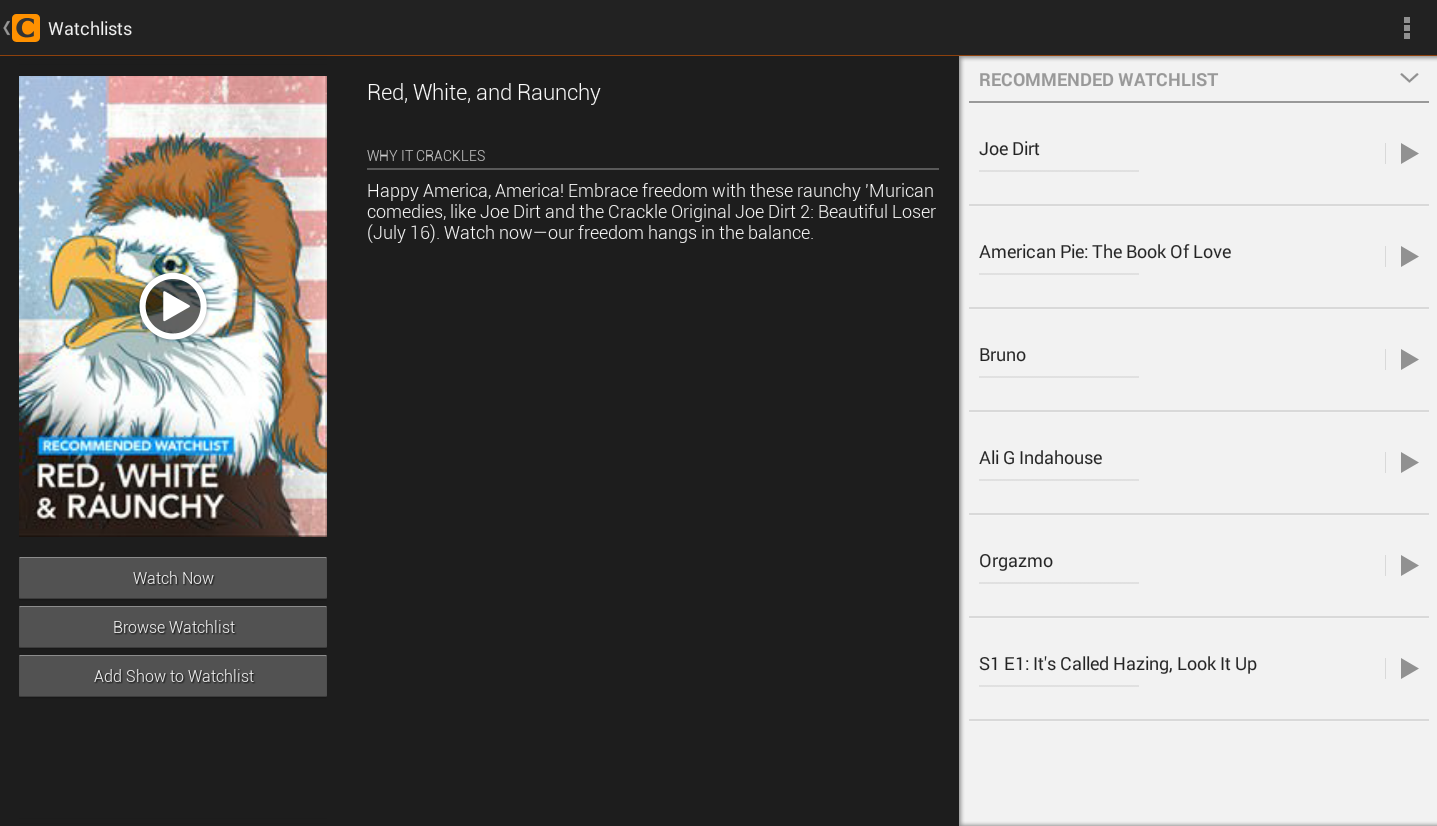 C Watchlists
RECOMMENDED WATCHLIST
RED, WHITE
& RAUNCHY
Watch Now
Browse Watchlist
Add Show to Watchlist
Red, White, and Raunchy
WHY IT CRACKLES
Happy America, America! Embrace freedom with these raunchy 'Murican
comedies, like Joe Dirt and the Crackle Original Joe Dirt 2: Beautiful Loser
(July 16). Watch now—our freedom hangs in the balance.
RECOMMENDED WATCHLIST
Joe Dirt
American Pie: The Book Of Love
Bruno
Ali G Indahouse
Orgazmo
S1 E1: It's Called Hazing, Look It Up